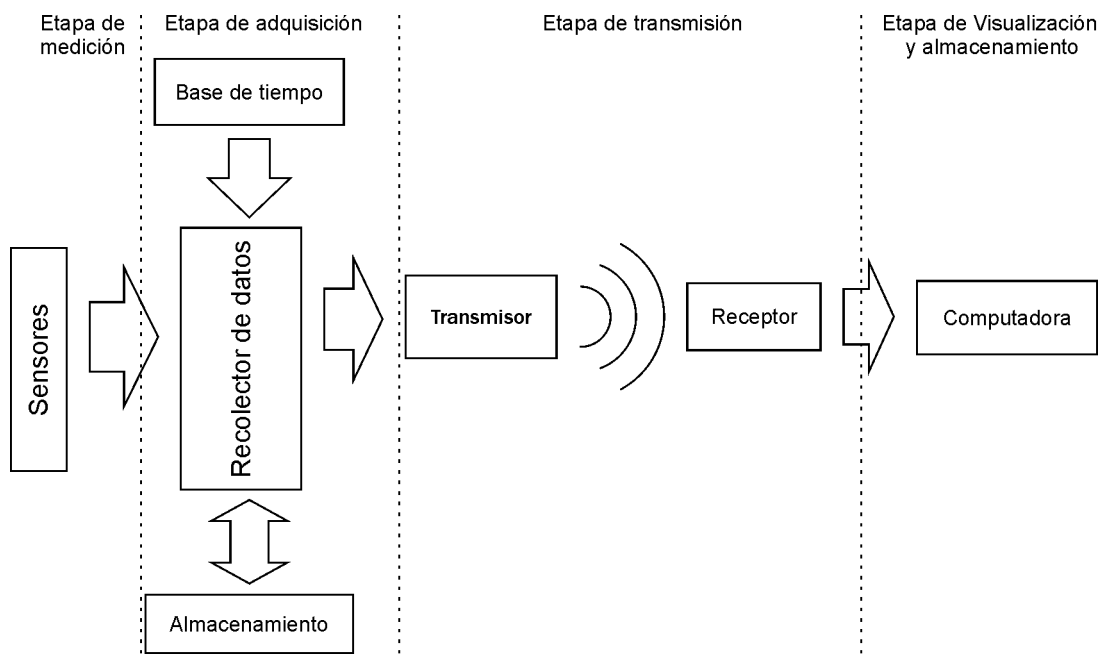 Etapa de
medición
Etapa de adquisición
Etapa de transmisión
Etapa de Visualización
y almacenamiento
Base de tiempo
Sensores
Recolector de datos
Transmisor
Receptor
Computadora
Almacenamiento